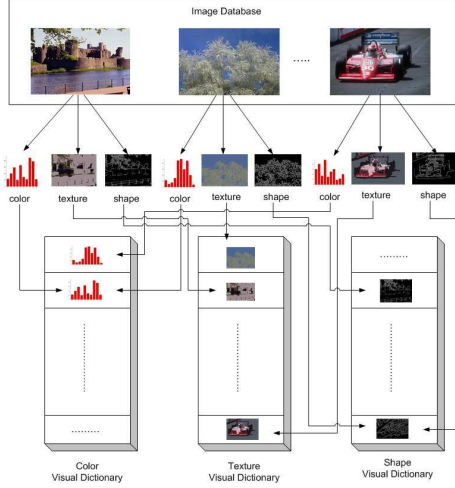 Image Database
.....
color texture shape color texture shape color texture shape
.........
.........
Color
Visual Dictionary
Texture
Visual Dictionary
Shape
Visual Dictionary